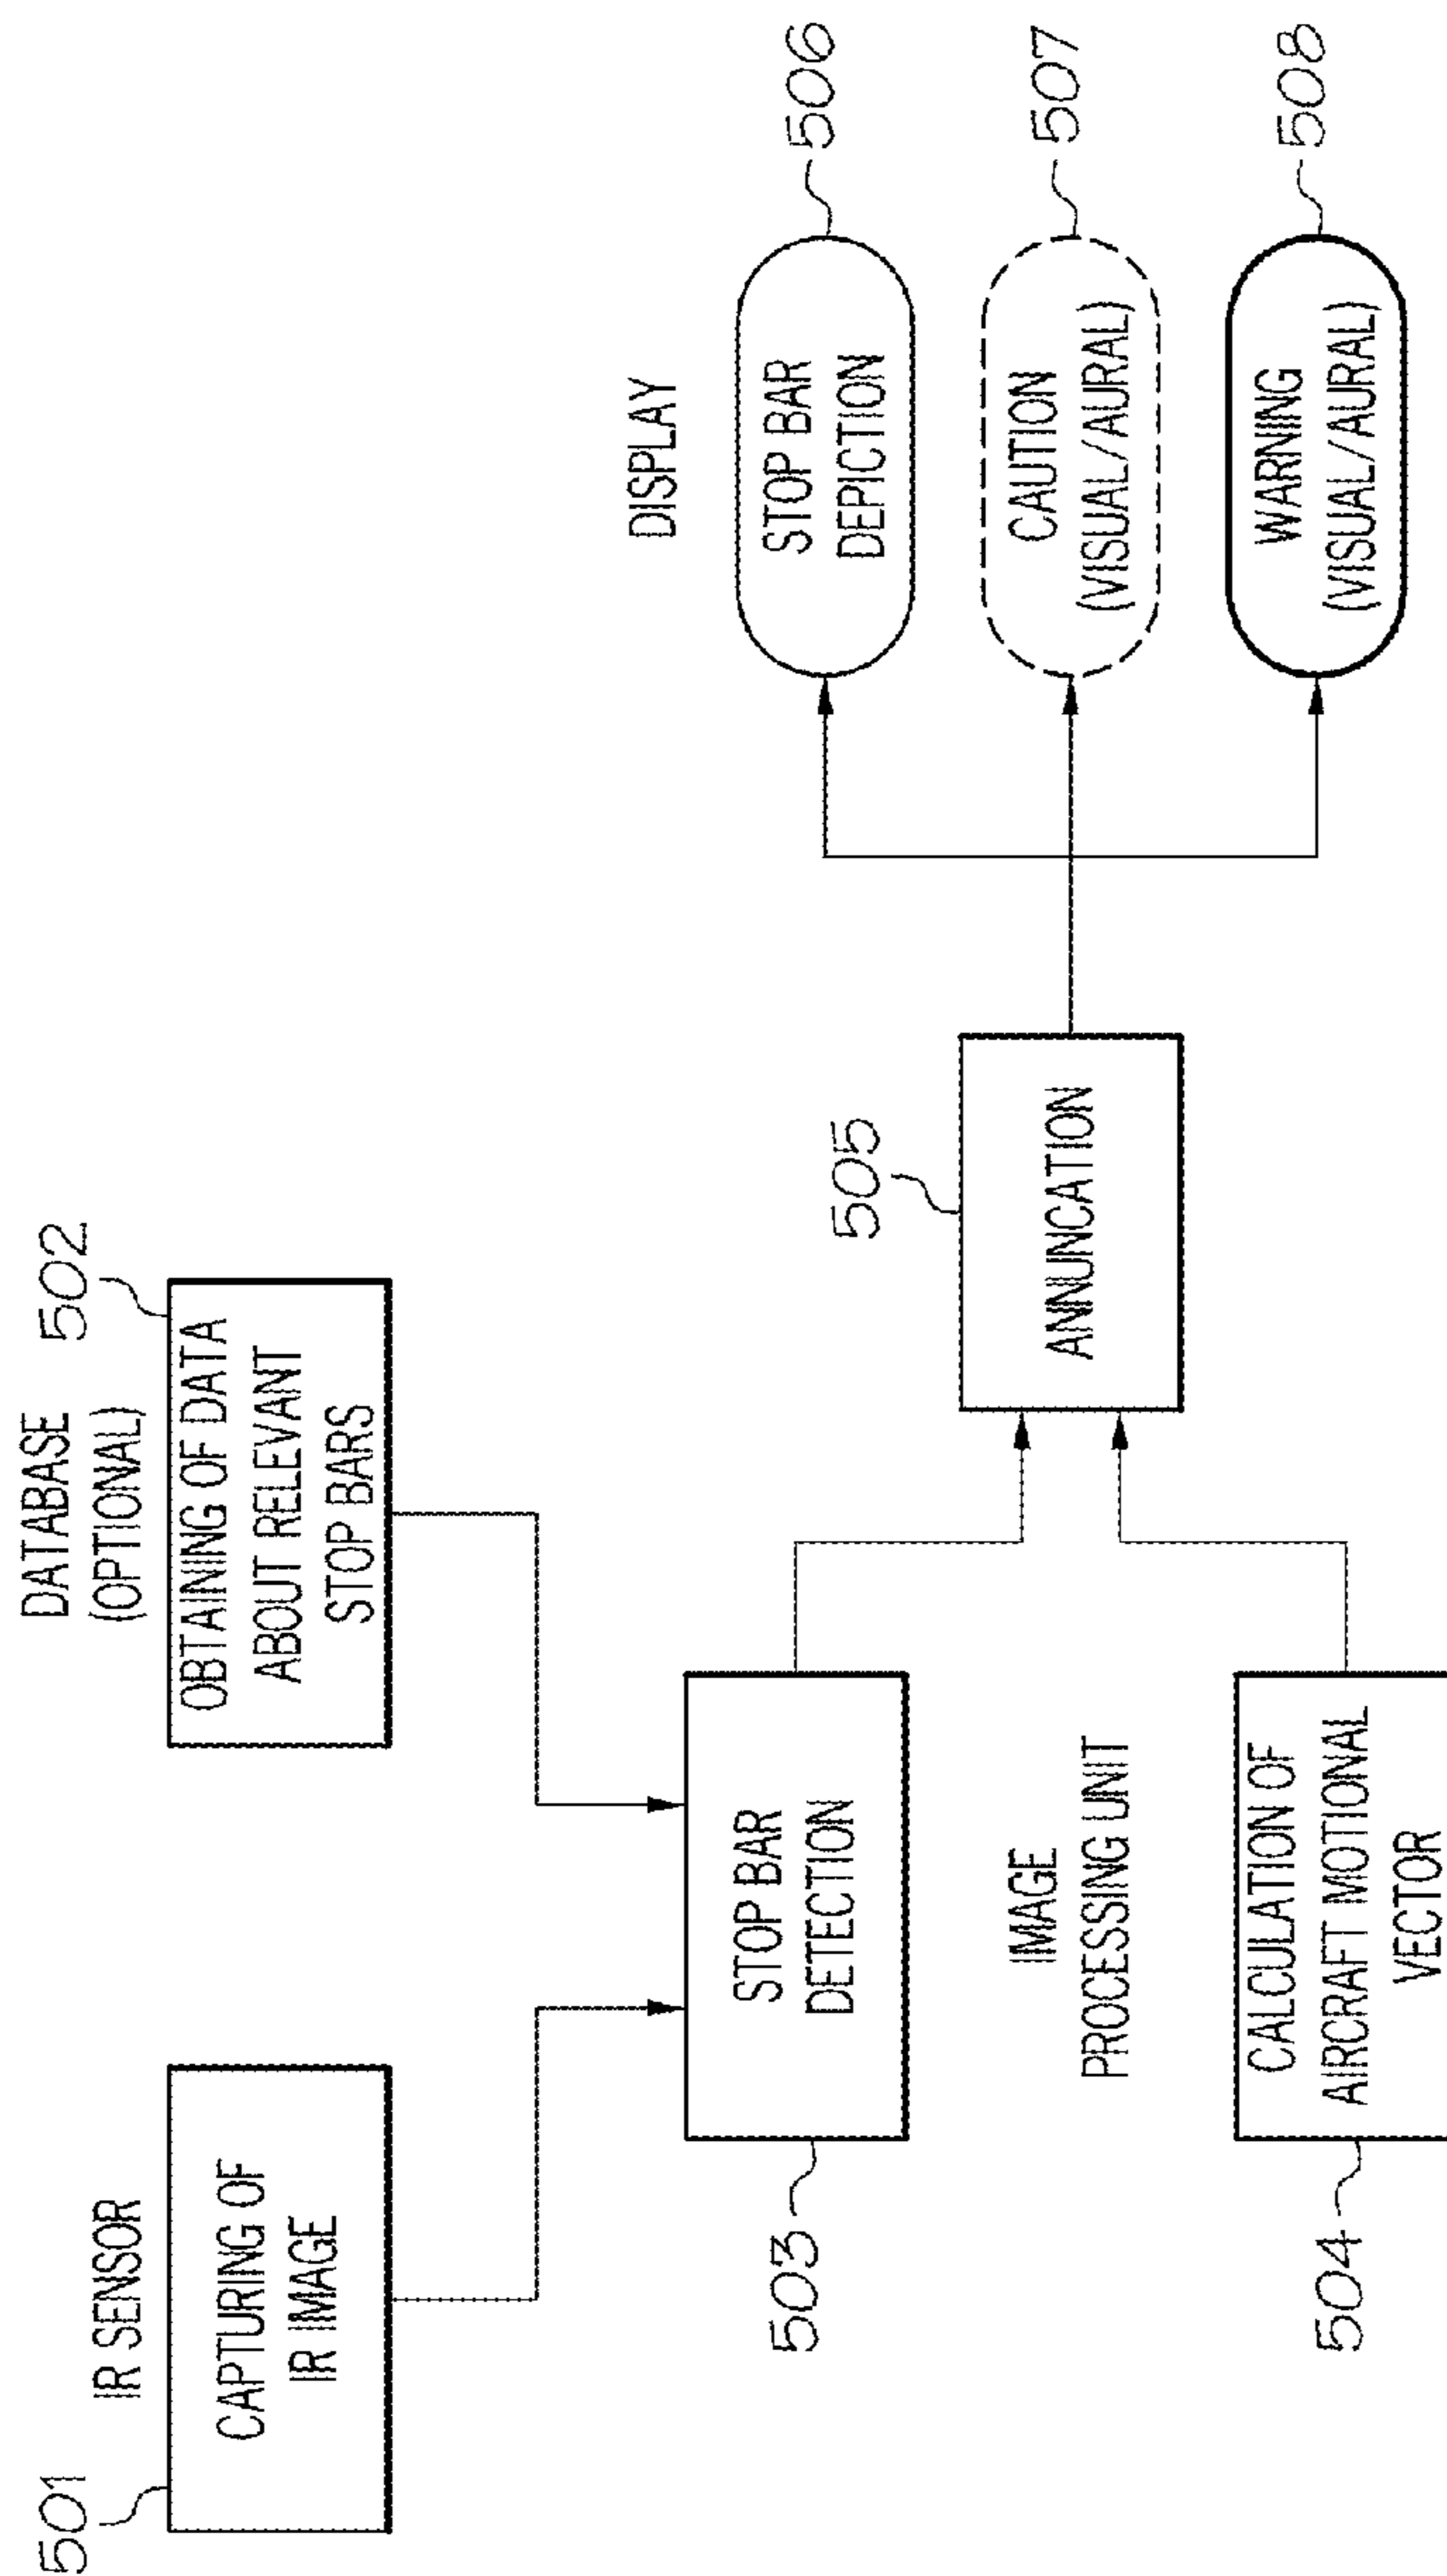 IR SENSOR
501
CAPTURING OF
IR IMAGE
DATABASE
(OPTIONAL)
502
OBTAINING OF DATA
ABOUT RELEVANT
STOP BARS
STOP BAR
DETECTION
503
IMAGE
PROCESSING UNIT
CALCULATION OF
AIRCRAFT MOTIONAL
VECTOR
504
505
ANNUNCATION
DISPLAY
STOP BAR
DEPICTION
506
CAUTION
(VISUAL/AURAL)
507
WARNING
(VISUAL/AURAL)
508